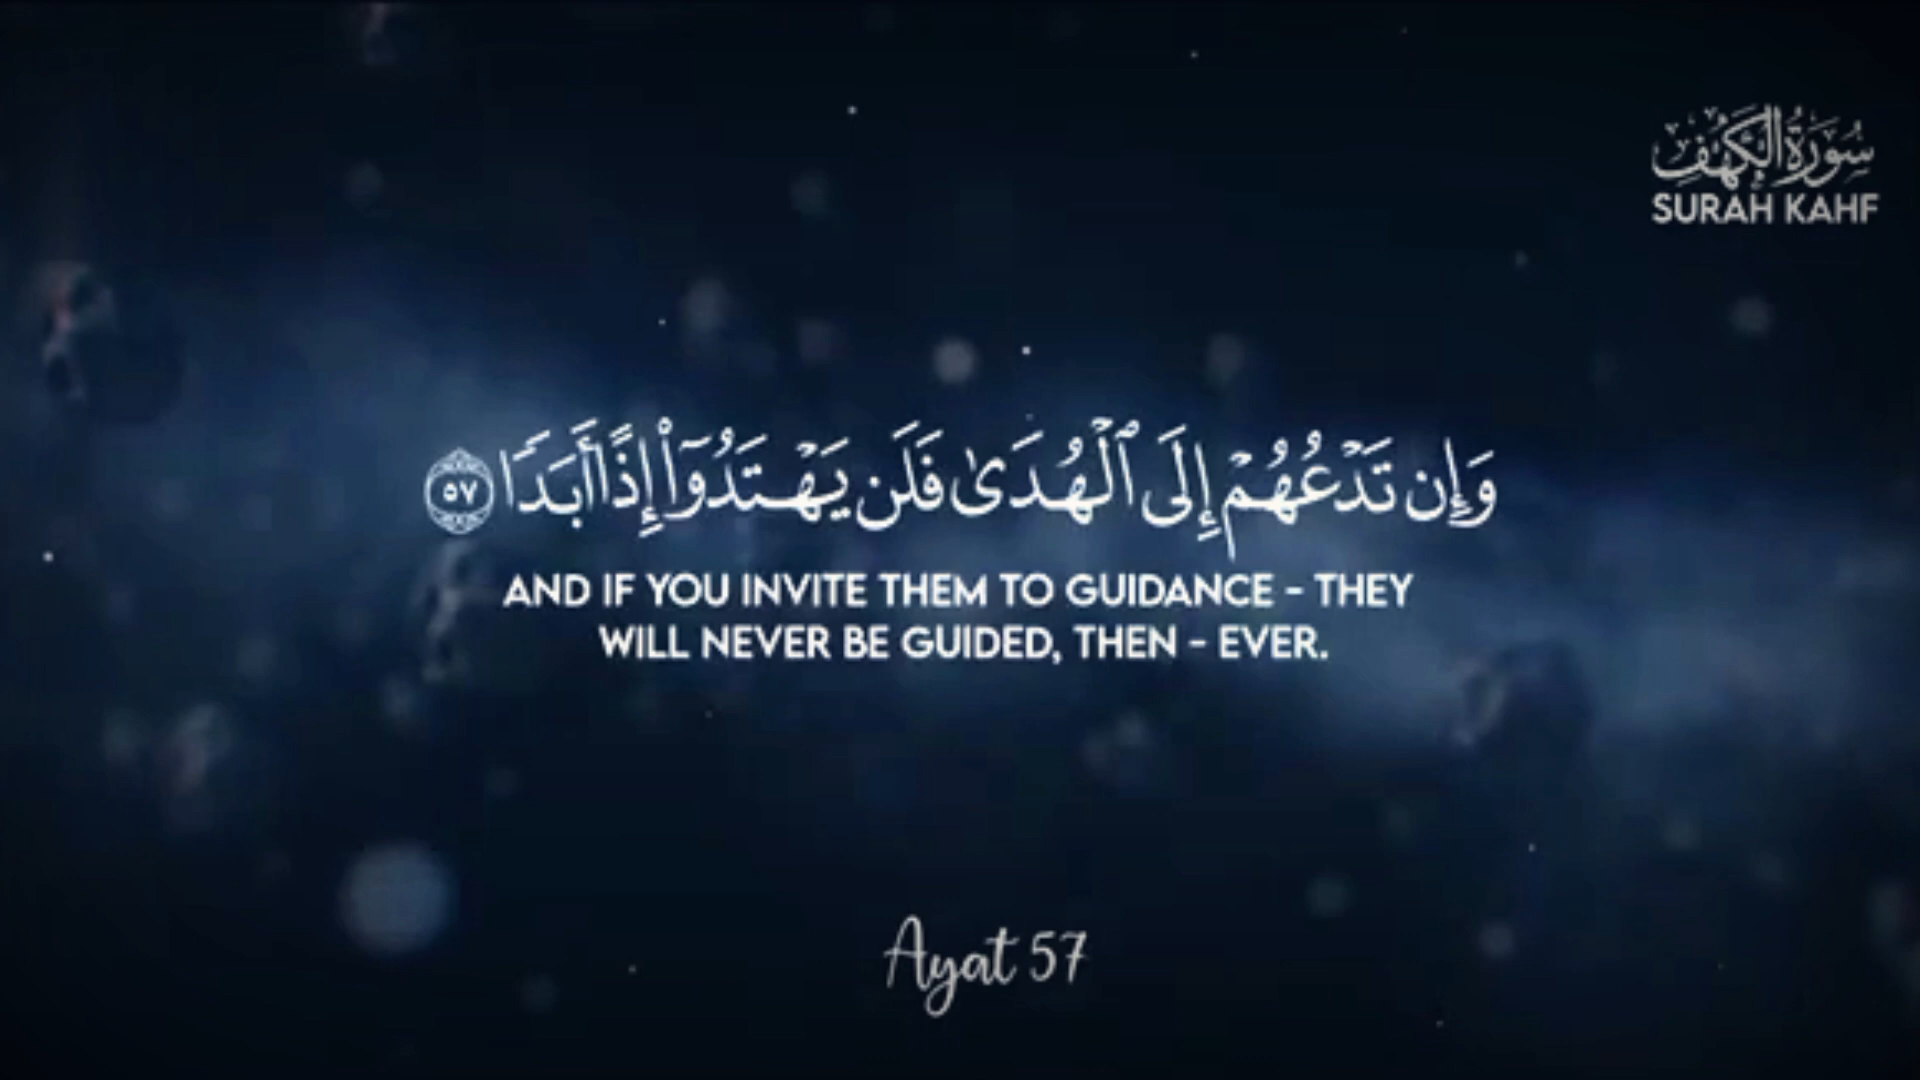 سُورَةُ الْكَهْفِ
SURAH KAHF
وَإِن تَدْعُهُمْ إِلَى ٱلْهُدَىٰ فَلَن يَهْتَدُوٓا۟ إِذًا أَبَدًا ٥٧
AND IF YOU INVITE THEM TO GUIDANCE - THEY
WILL NEVER BE GUIDED, THEN - EVER.
Ayat 57